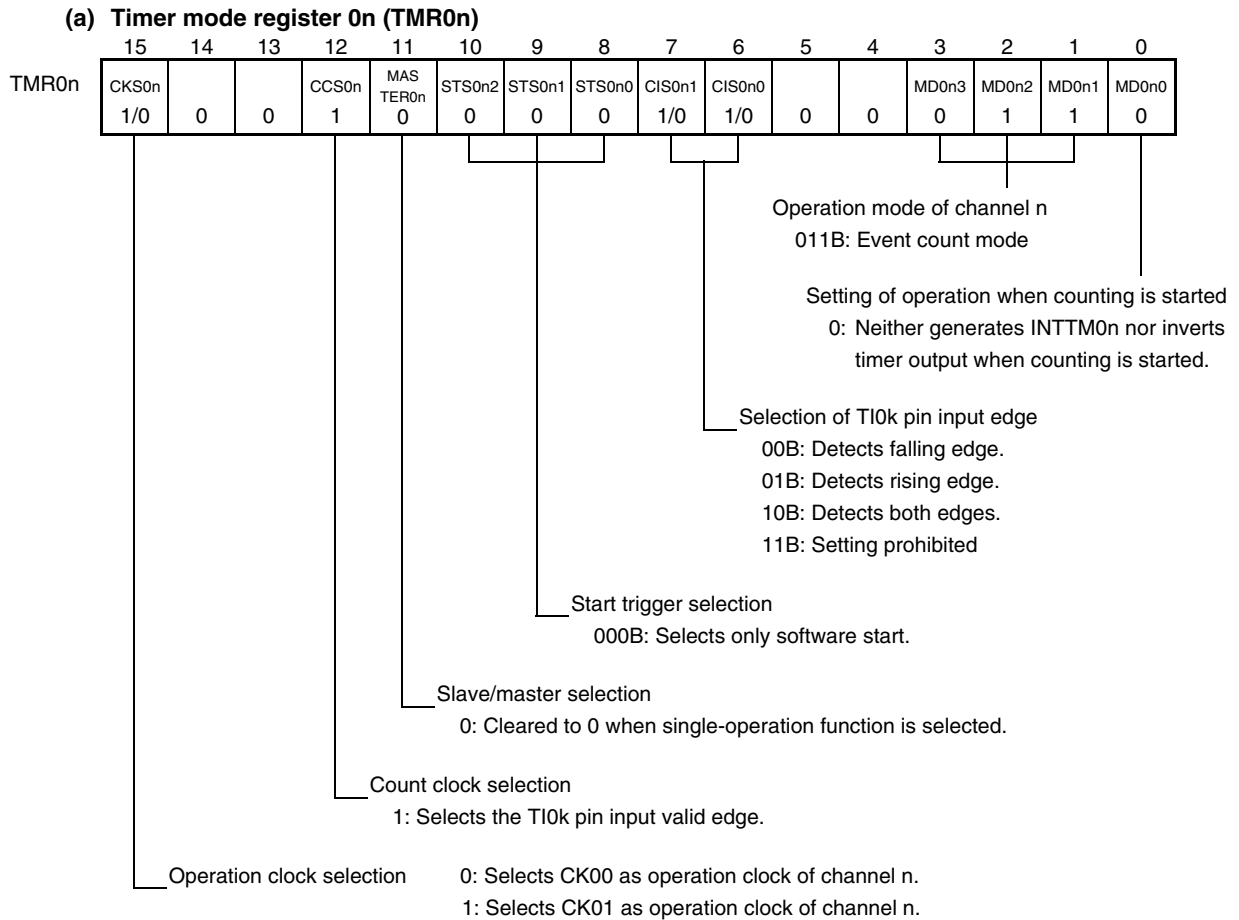 (a) Timer mode register 0n (TMR0n)
15 14 13 12 11 10 9 8 7 6 5 4 3 2 1 0
TMR0n CKS0n CCS0n MAS TER0n STS0n2 STS0n1 STS0n0 CIS0n1 CIS0n0 MD0n3 MD0n2 MD0n1 MD0n0
1/0 0 0 1 0 0 0 0 1/0 1/0 0 0 0 1 1 0
Operation mode of channel n
011B: Event count mode
Setting of operation when counting is started
0: Neither generates INTTM0n nor inverts
timer output when counting is started.
Selection of TI0k pin input edge
00B: Detects falling edge.
01B: Detects rising edge.
10B: Detects both edges.
11B: Setting prohibited
Start trigger selection
000B: Selects only software start.
Slave/master selection
0: Cleared to 0 when single-operation function is selected.
Count clock selection
1: Selects the TI0k pin input valid edge.
Operation clock selection 0: Selects CK00 as operation clock of channel n.
1: Selects CK01 as operation clock of channel n.